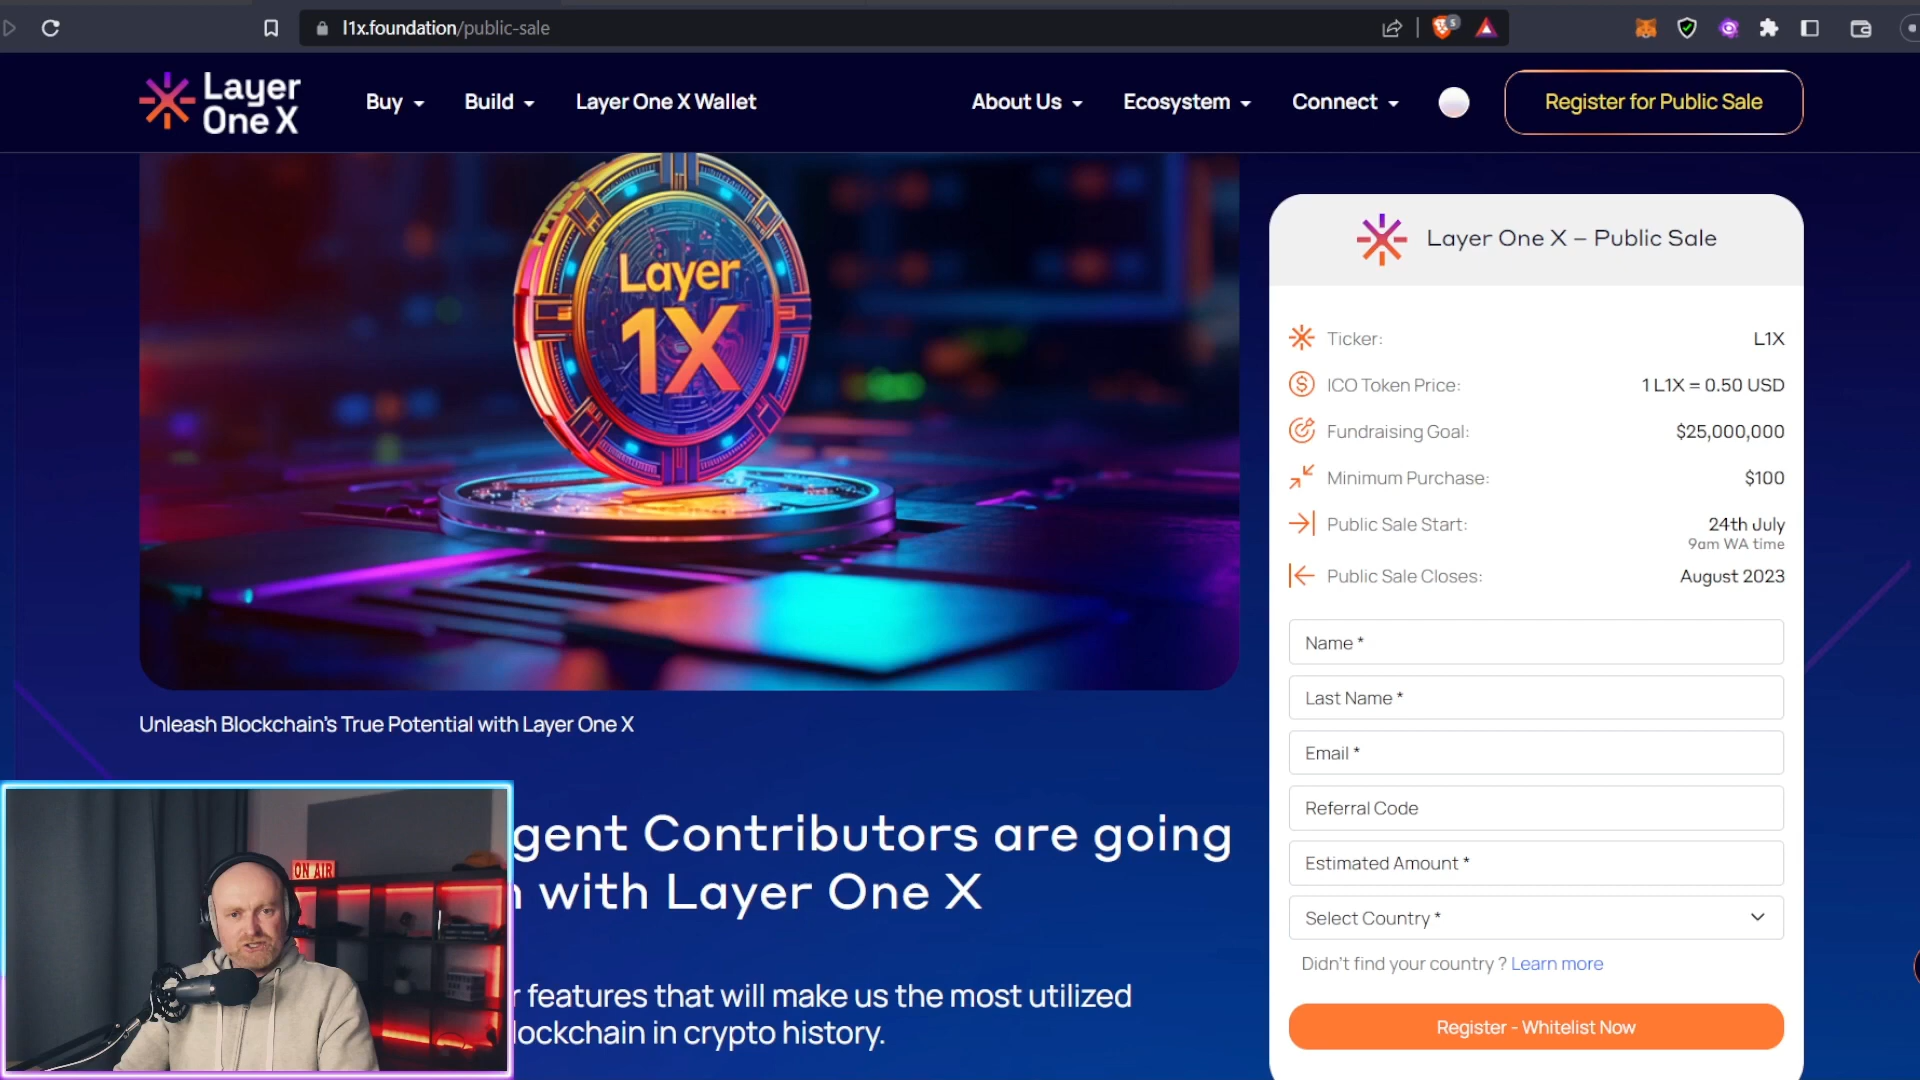 l1x.foundation/public-sale
5
Layer
One X
Buy
Build
Layer One X Wallet
About Us
Ecosystem
Connect
Register for Public Sale
Layer
1X
Unleash Blockchain's True Potential with Layer One X
gent Contributors are going
with Layer One X
features that will make us the most utilized
lockchain in crypto history.
ON AIR
Layer One X – Public Sale
Ticker: L1X
ICO Token Price: 1 L1X = 0.50 USD
Fundraising Goal: $25,000,000
Minimum Purchase: $100
Public Sale Start: 24th July
9am WA time
Public Sale Closes: August 2023
Name *
Last Name *
Email *
Referral Code
Estimated Amount *
Select Country *
Didn't find your country ? Learn more
Register - Whitelist Now